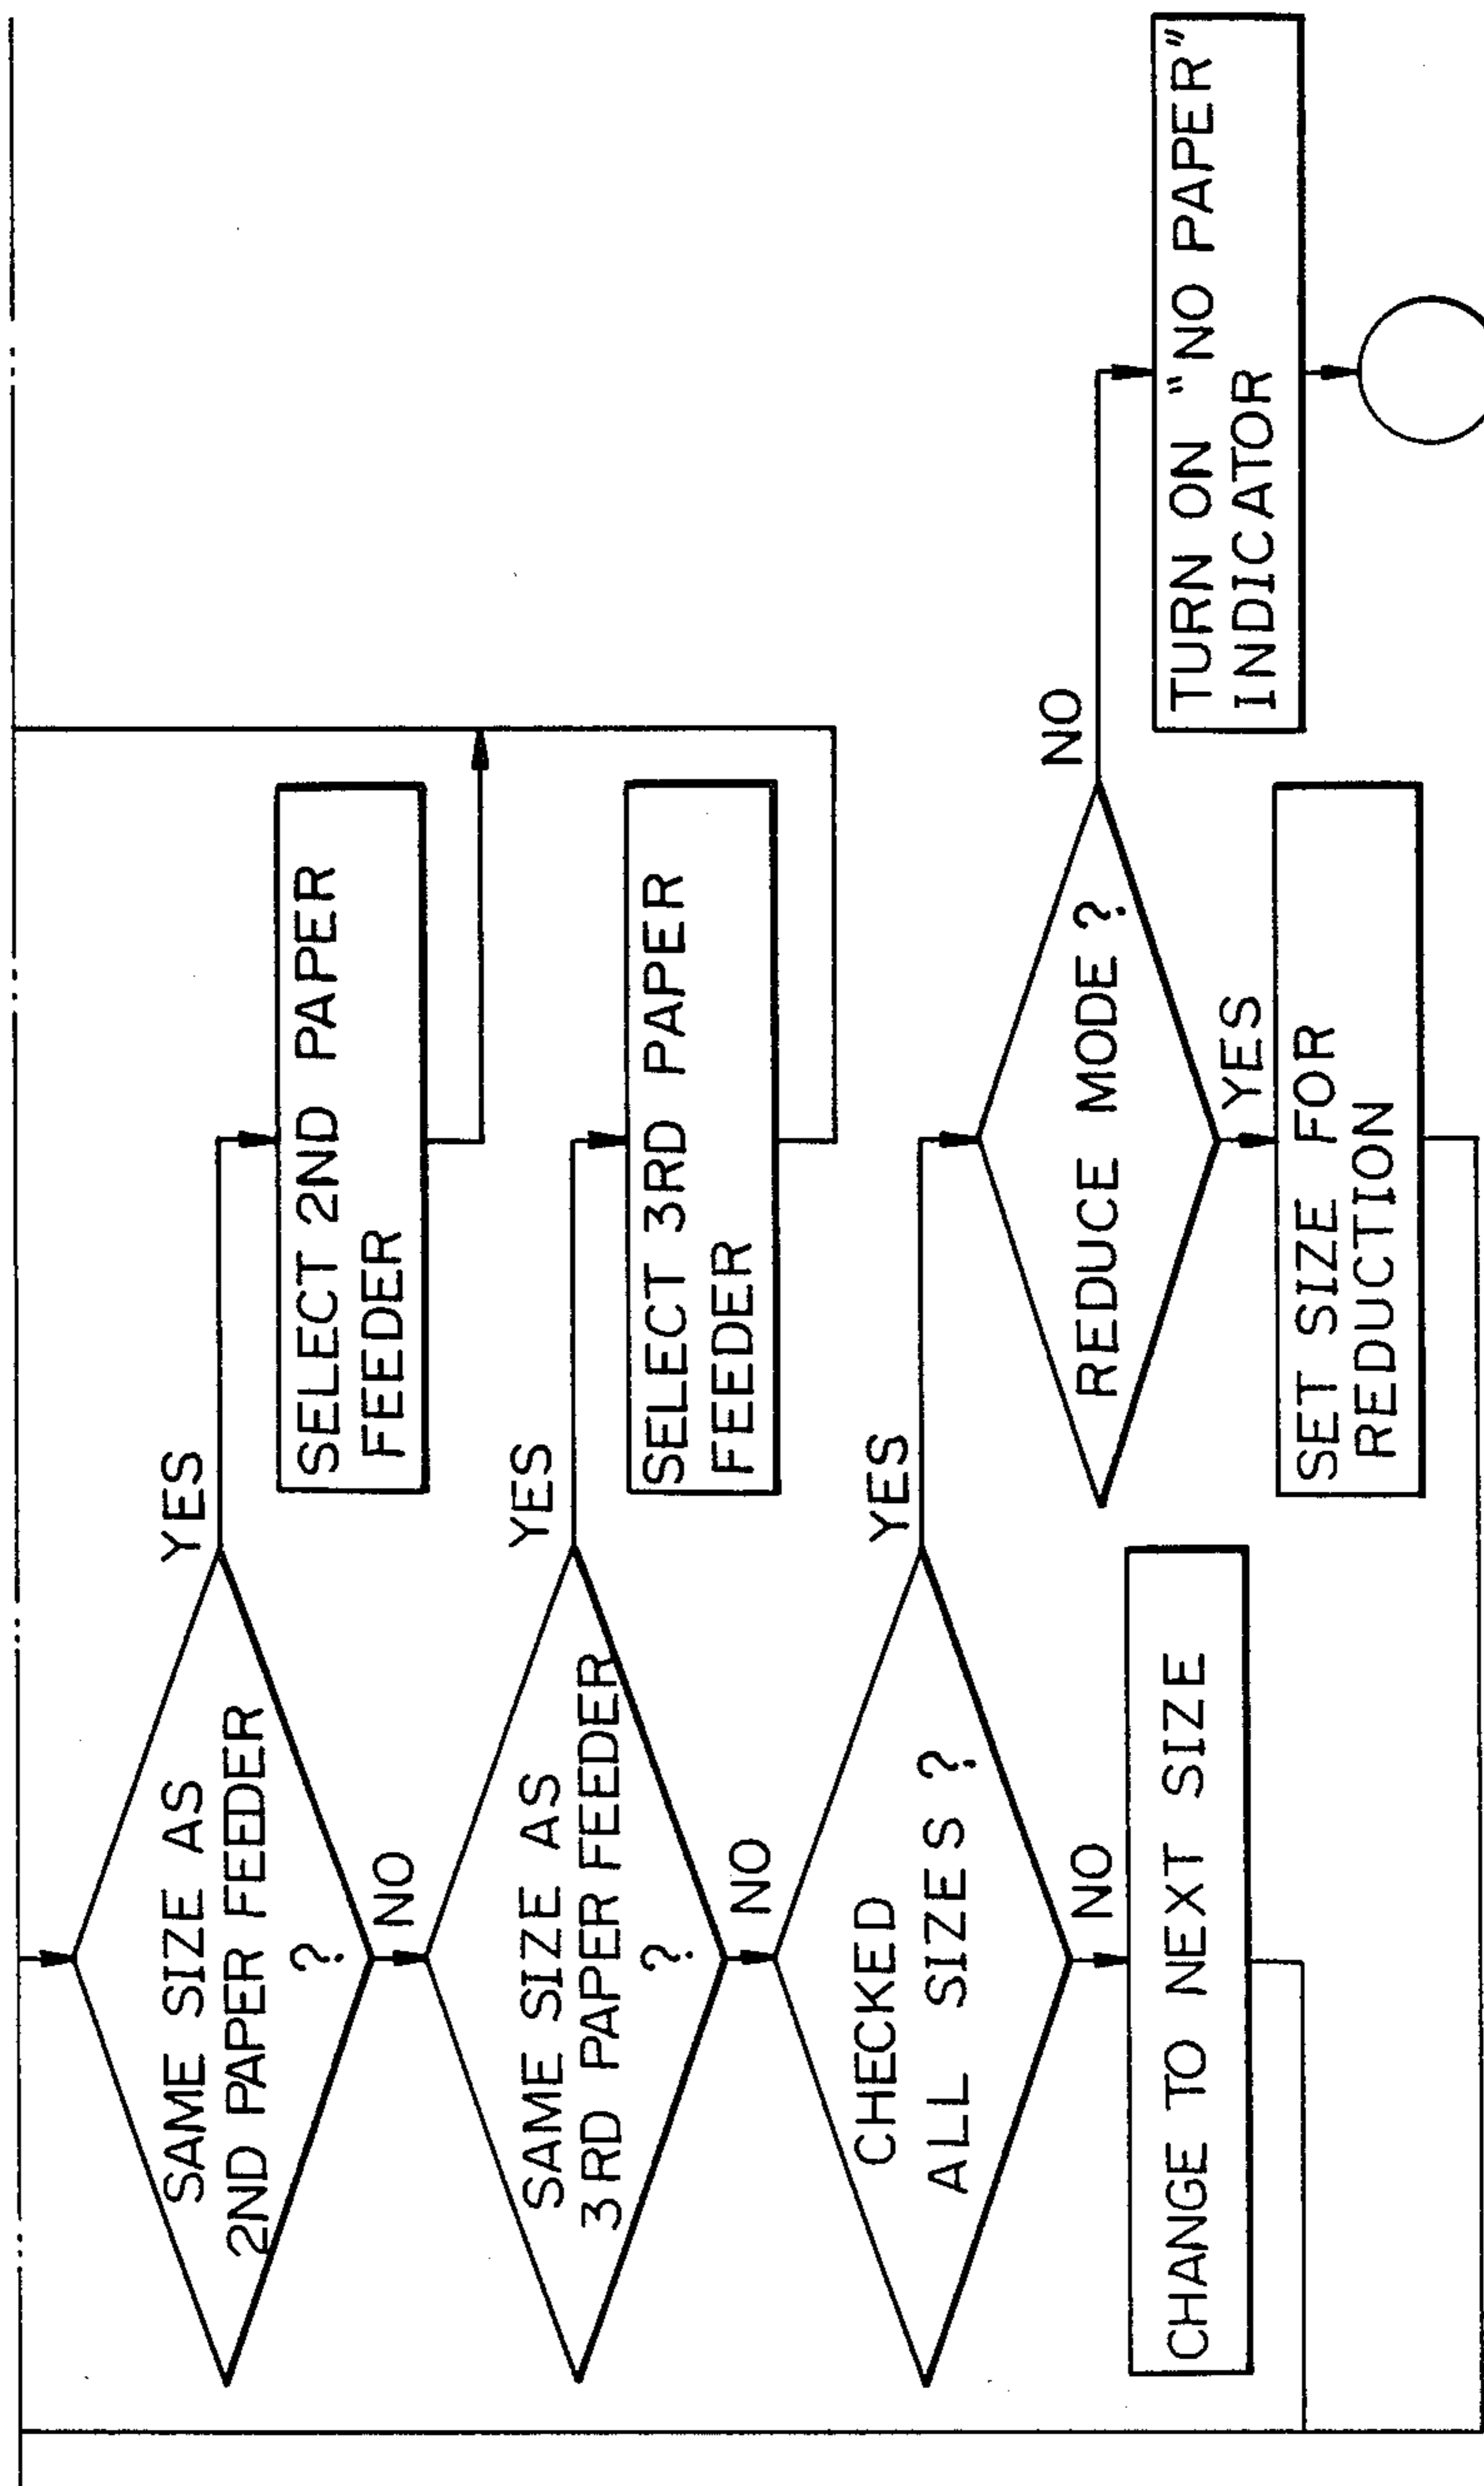 SAME SIZE AS
2ND PAPER FEEDER
?
YES
SELECT 2ND PAPER
FEEDER
NO
SAME SIZE AS
3RD PAPER FEEDER
?
YES
SELECT 3RD PAPER
FEEDER
NO
CHECKED
ALL SIZES ?
YES
REDUCE MODE ?
NO
TURN ON "NO PAPER"
INDICATOR
YES
SET SIZE FOR
REDUCTION
NO
CHANGE TO NEXT SIZE